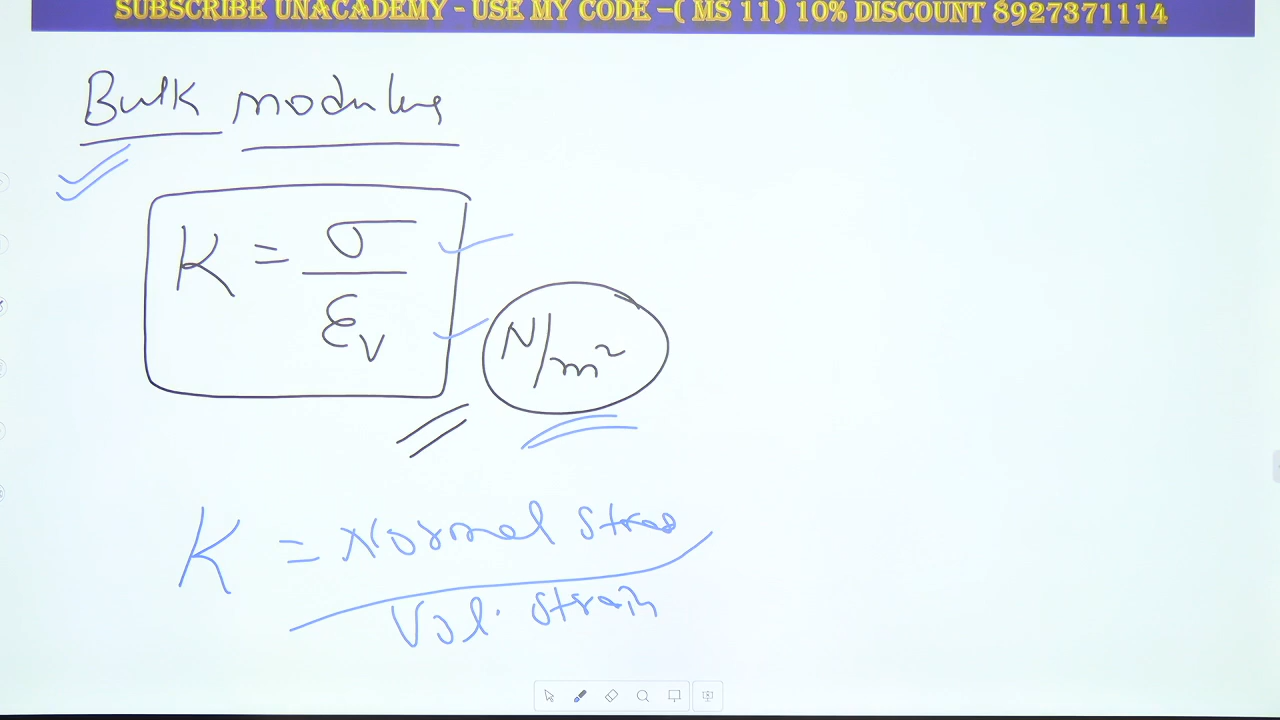 SUBSCRIBE UNACADEMY - USE MY CODE -( MS 11) 10% DISCOUNT 8927371114
Bulk modulus
K = σ / εv
N/m²
K = Normal stress / Vol. strain